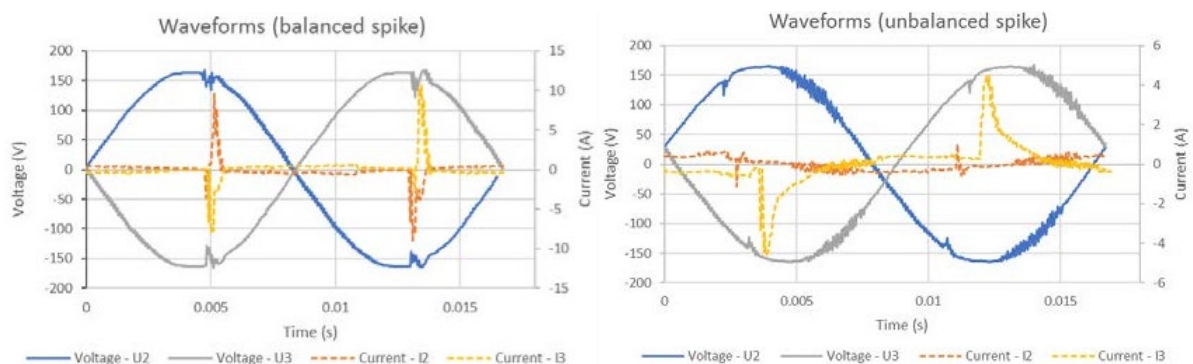 Waveforms (balanced spike)
200
150
100
50
0
-50
-100
-150
-200
Voltage (V)
15
10
5
0
-5
-10
-15
Current (A)
0
0.005
0.01
0.015
Time (s)
Voltage - U2
Voltage - U3
Current - I2
Current - I3
Waveforms (unbalanced spike)
200
150
100
50
0
-50
-100
-150
-200
Voltage (V)
6
4
2
0
-2
-4
-6
Current (A)
0
0.005
0.01
0.015
Time (s)
Voltage - U2
Voltage - U3
Current - I2
Current - I3